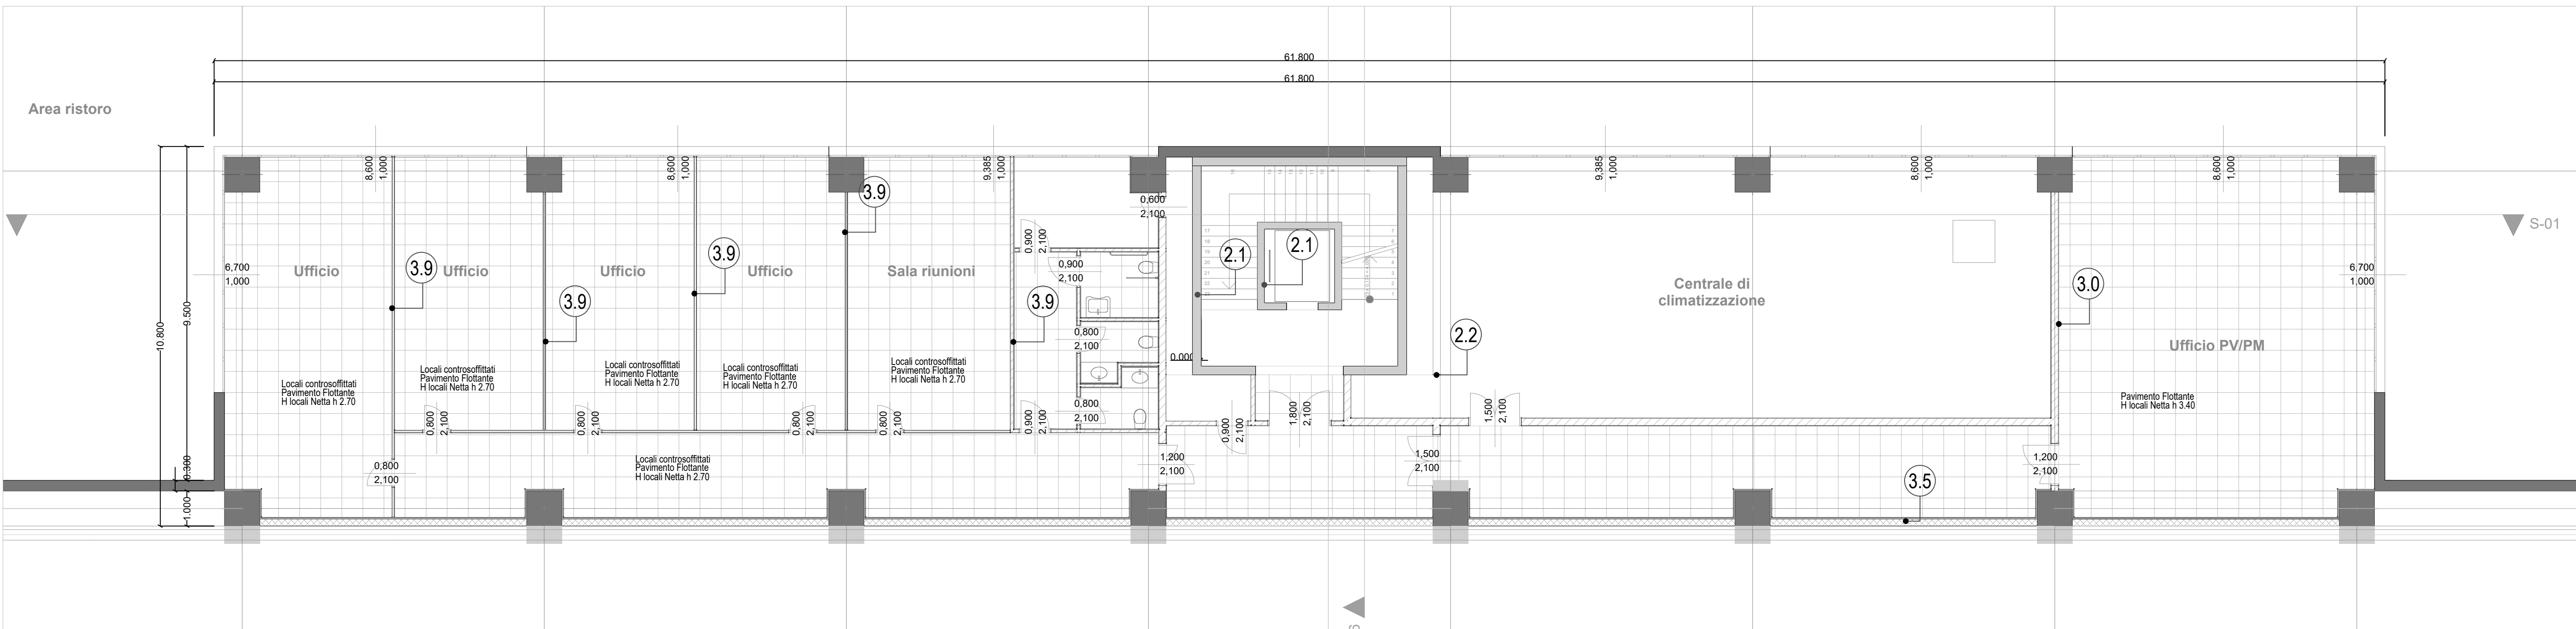 61.800
61.800
Area ristoro
S-01
10.800
9.500
0.300
1.000
8,600
1,000
8,600
1,000
9,385
1,000
9,385
1,000
8,600
1,000
8,600
1,000
6,700
1,000
6,700
1,000
Ufficio
Ufficio
Ufficio
Ufficio
Sala riunioni
Centrale di
climatizzazione
Ufficio PV/PM
3.9
3.9
3.9
3.9
3.9
2.1
2.1
2.2
3.0
3.5
0,600
2,100
0,900
2,100
0,900
2,100
0,800
2,100
0,800
2,100
0.000
Locali controsoffittati
Pavimento Flottante
H locali Netta h 2.70
Locali controsoffittati
Pavimento Flottante
H locali Netta h 2.70
Locali controsoffittati
Pavimento Flottante
H locali Netta h 2.70
Locali controsoffittati
Pavimento Flottante
H locali Netta h 2.70
Locali controsoffittati
Pavimento Flottante
H locali Netta h 2.70
Pavimento Flottante
H locali Netta h 3.40
0,800
2,100
0,800
2,100
0,800
2,100
0,800
2,100
0,900
2,100
0,900
2,100
1,800
2,100
1,500
2,100
Locali controsoffittati
Pavimento Flottante
H locali Netta h 2.70
0,800
2,100
1,200
2,100
1,500
2,100
1,200
2,100